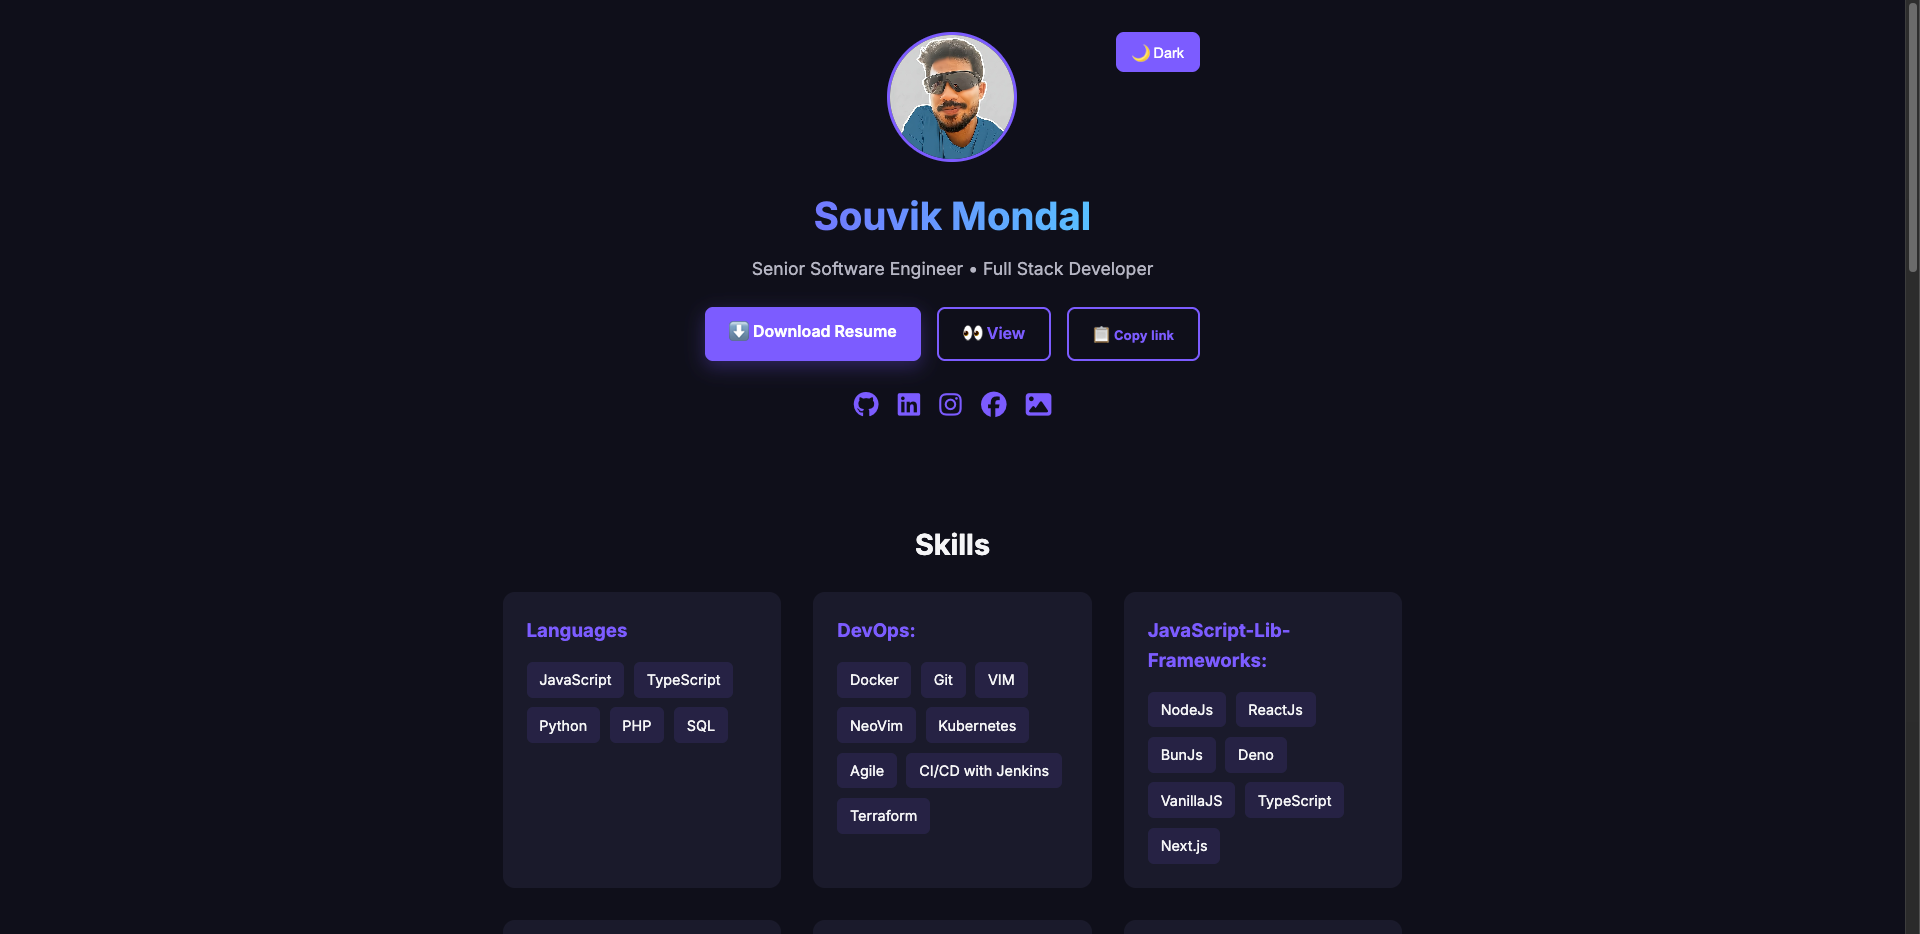 🌙 Dark
Souvik Mondal
Senior Software Engineer • Full Stack Developer
⬇️ Download Resume
👀 View
📋 Copy link
Skills
Languages
JavaScript TypeScript
Python PHP SQL
DevOps:
Docker Git VIM
NeoVim Kubernetes
Agile CI/CD with Jenkins
Terraform
JavaScript-Lib-
Frameworks:
NodeJs ReactJs
BunJs Deno
VanillaJS TypeScript
Next.js